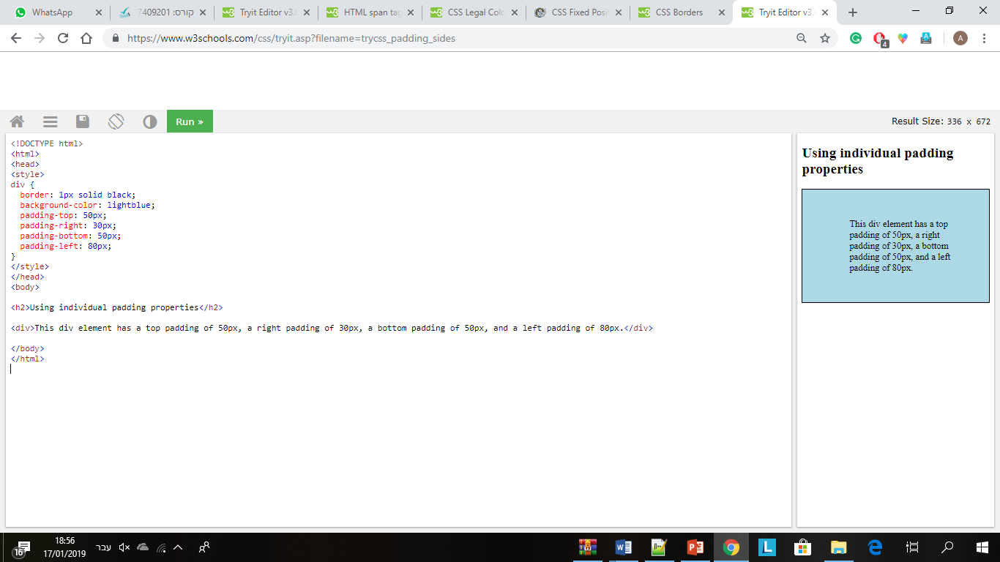 WhatsApp
קורס: 7409201
Tryit Editor v3.
HTML span tag
CSS Legal Colo
CSS Fixed Posi
CSS Borders
Tryit Editor v3.
https://www.w3schools.com/css/tryit.asp?filename=trycss_padding_sides
4
A
Run »
Result Size: 336 x 672
<!DOCTYPE html>
<html>
<head>
<style>
div {
  border: 1px solid black;
  background-color: lightblue;
  padding-top: 50px;
  padding-right: 30px;
  padding-bottom: 50px;
  padding-left: 80px;
}
</style>
</head>
<body>
<h2>Using individual padding properties</h2>
<div>This div element has a top padding of 50px, a right padding of 30px, a bottom padding of 50px, and a left padding of 80px.</div>
</body>
</html>
Using individual padding
properties
This div element has a top
padding of 50px, a right
padding of 30px, a bottom
padding of 50px, and a left
padding of 80px.
16
18:56
17/01/2019
עבר
L